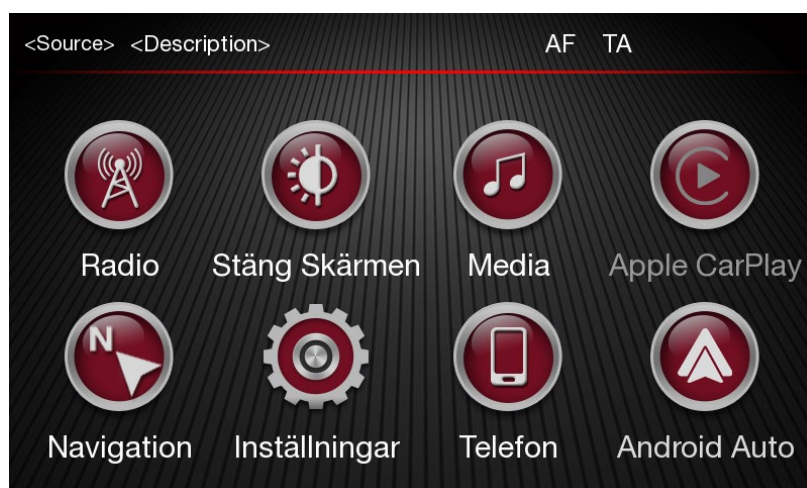 <Source> <Description> AF TA
Radio Stäng Skärmen Media Apple CarPlay
N
Navigation Inställningar Telefon Android Auto